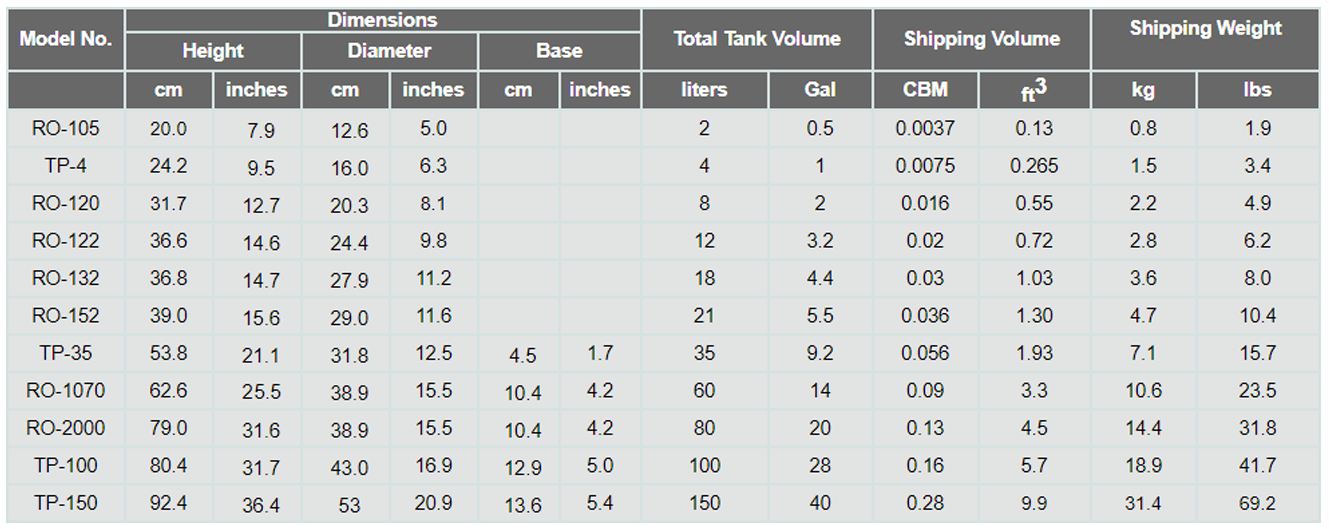 Dimensions
Model No. Total Tank Volume Shipping Volume Shipping Weight
Height Diameter Base
cm inches cm inches cm inches liters Gal CBM ft3 kg lbs
RO-105 20.0 7.9 12.6 5.0 2 0.5 0.0037 0.13 0.8 1.9
TP-4 24.2 9.5 16.0 6.3 4 1 0.0075 0.265 1.5 3.4
RO-120 31.7 12.7 20.3 8.1 8 2 0.016 0.55 2.2 4.9
RO-122 36.6 14.6 24.4 9.8 12 3.2 0.02 0.72 2.8 6.2
RO-132 36.8 14.7 27.9 11.2 18 4.4 0.03 1.03 3.6 8.0
RO-152 39.0 15.6 29.0 11.6 21 5.5 0.036 1.30 4.7 10.4
TP-35 53.8 21.1 31.8 12.5 4.5 1.7 35 9.2 0.056 1.93 7.1 15.7
RO-1070 62.6 25.5 38.9 15.5 10.4 4.2 60 14 0.09 3.3 10.6 23.5
RO-2000 79.0 31.6 38.9 15.5 10.4 4.2 80 20 0.13 4.5 14.4 31.8
TP-100 80.4 31.7 43.0 16.9 12.9 5.0 100 28 0.16 5.7 18.9 41.7
TP-150 92.4 36.4 53 20.9 13.6 5.4 150 40 0.28 9.9 31.4 69.2